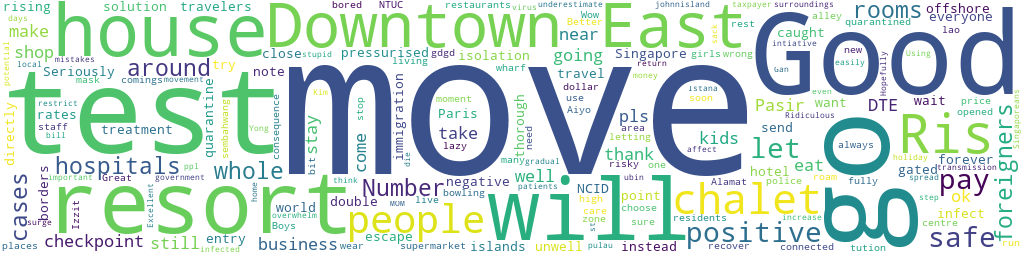 rising
solution
travelers
bored
NTUC
restaurants
virus
underestimate
johnnisland
taxpayer
surroundings
days
make
house
Downtown
East
Wow
Better
rooms
offshore
shop
near
rest
alley
quarantined
everyone
mistakes
close
stupid
pressurised
gdgd
isolation
going
Singapore
girls
wrong
caught
intiative
new
lao
Good
Seriously
around
try
note
living
wharf
travel
return
money
Gan
easily
Using
Hopefully
potential
local
comings
movement
mask
restrict
rates
staff
bill
test
move
moment
Paris
dollar
use
Aiyo
istana
soon
Pasir
DTE
want
wait
even
price
opened
Ridiculous
Kim
stop
take
lazy
thorough
need
area
letting
kids
affect
go
Ris
foreigners
Singaporeans
directly
treatment
quarantine
sembahwang
Yong
consequence
bit
stay
come
immigration
die
many
gradual
pls
thank
risky
one
send
let
always
important
ppl
hospitals
whole
Number
negative
well
NCID
ubin
Alamat
hotel
eat
holiday
gated
forever
transmission
government
think
people
bowling
patients
point
high
care
zone
police
roam
fully
spread
pay
cases
borders
surge
Great
Izzit
Excellent
resort
home
world
overwhelm
Boys
double
MOM
live
will
step
choose
sure
chalet
residents
ok
infect
step
centre
safe
places
checkpoint
infected
still
entry
business
wear
escape
supermarket
islands
unwell
pulau
instead
positive
connected
recover
increase
tution
run